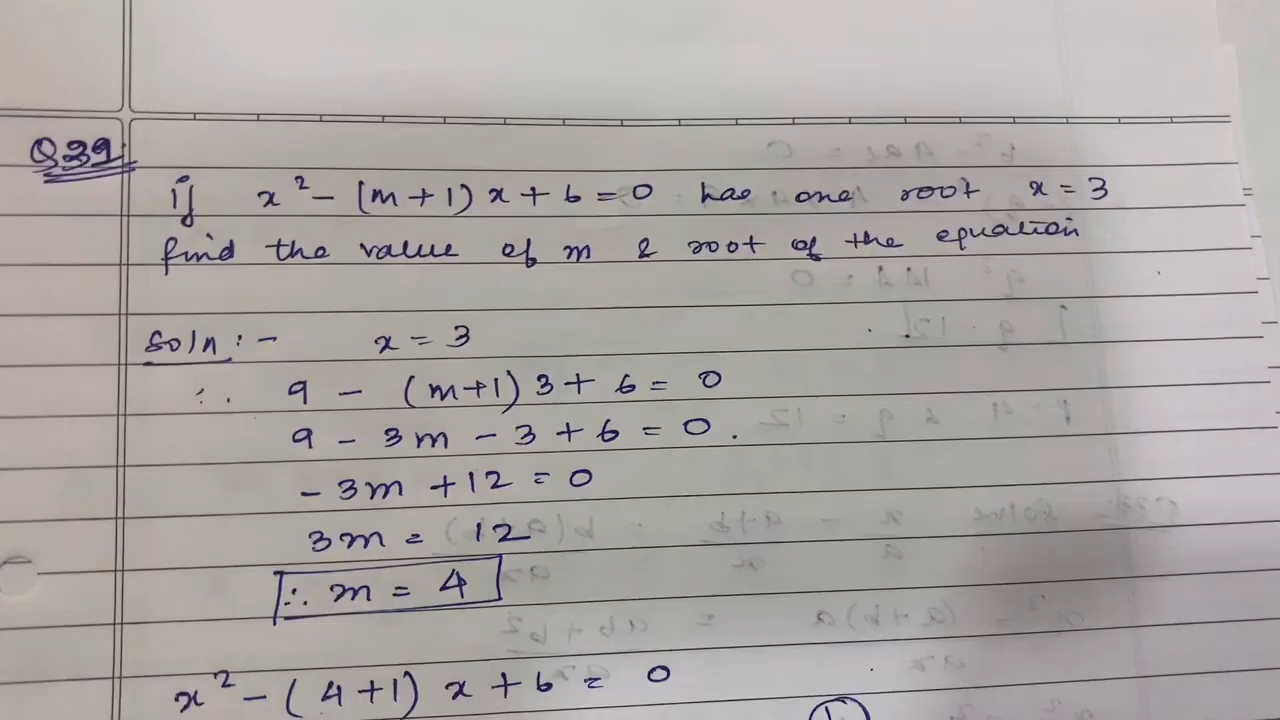 Q39
If x² - (m+1) x + 6 = 0 has one root x = 3
find the value of m & root of the equation
Soln :- x = 3
∴ 9 - (m+1) 3 + 6 = 0
9 - 3m - 3 + 6 = 0.
- 3m + 12 = 0
3m = 12
∴ m = 4
x² - (4+1) x + 6 = 0